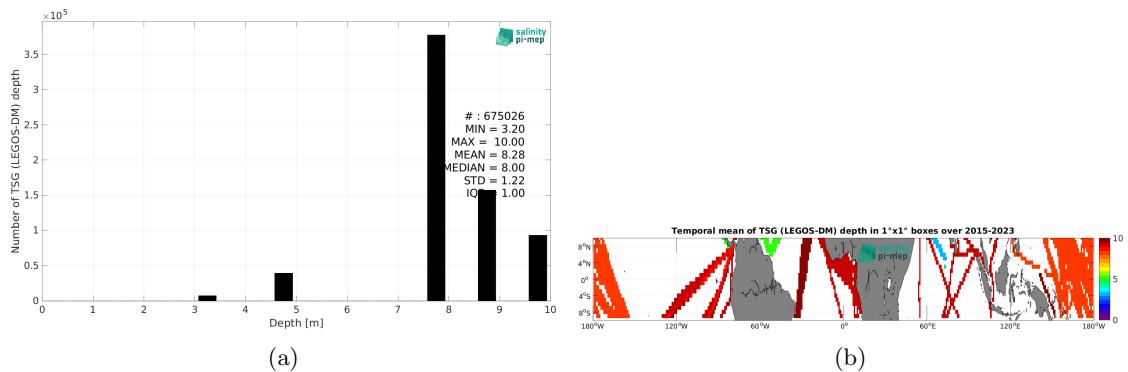 ×10⁵
salinity
pi-mep
3.5
3
2.5
2
1.5
1
0.5
0
Number of TSG (LEGOS-DM) depth
# : 675026
MIN = 3.20
MAX = 10.00
MEAN = 8.28
MEDIAN = 8.00
STD = 1.22
= 1.00
0 1 2 3 4 5 6 7 8 9 10
Depth [m]
(a)
Temporal mean of TSG (LEGOS-DM) depth in 1°x1° boxes over 2015-2023
salinity
pi-mep
8°N
4°N
0°
4°S
8°S
180°W 120°W 60°W 0° 60°E 120°E 180°W
10
5
0
(b)